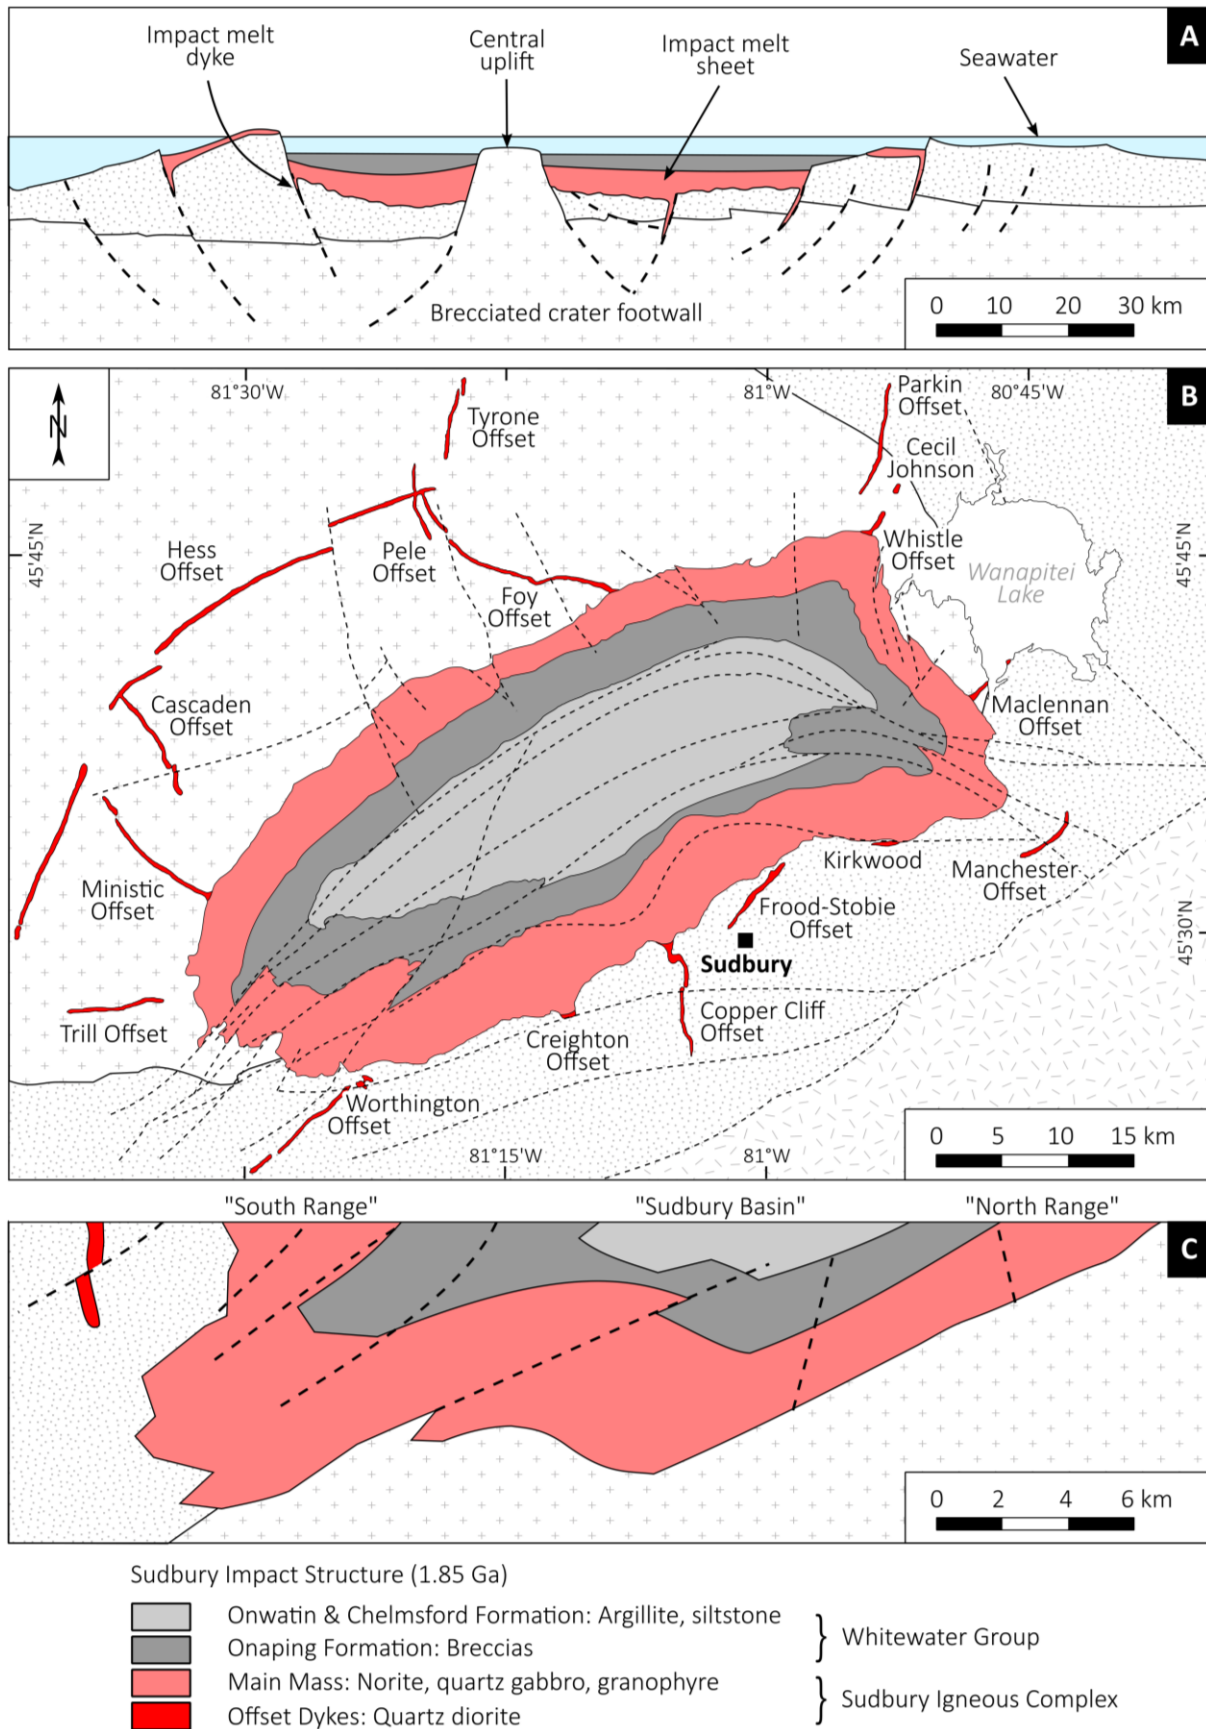 A
Impact melt
dyke
Central
uplift
Impact melt
sheet
Seawater
Brecciated crater footwall
0 10 20 30 km
B
N
81°30'W
81°W
80°45'W
45°45'N
45°45'N
45°30'N
81°15'W
81°W
Parkin
Offset
Tyrone
Offset
Cecil
Johnson
Hess
Offset
Pele
Offset
Whistle
Offset
Wanapitei
Lake
Foy
Offset
Cascaden
Offset
Maclennan
Offset
Ministic
Offset
Kirkwood
Manchester
Offset
Frood-Stobie
Offset
Sudbury
Trill Offset
Creighton
Offset
Copper Cliff
Offset
Worthington
Offset
0 5 10 15 km
"South Range" "Sudbury Basin" "North Range"
C
0 2 4 6 km
Sudbury Impact Structure (1.85 Ga)
Onwatin & Chelmsford Formation: Argillite, siltstone
Onaping Formation: Breccias
Whitewater Group
Main Mass: Norite, quartz gabbro, granophyre
Offset Dykes: Quartz diorite
Sudbury Igneous Complex